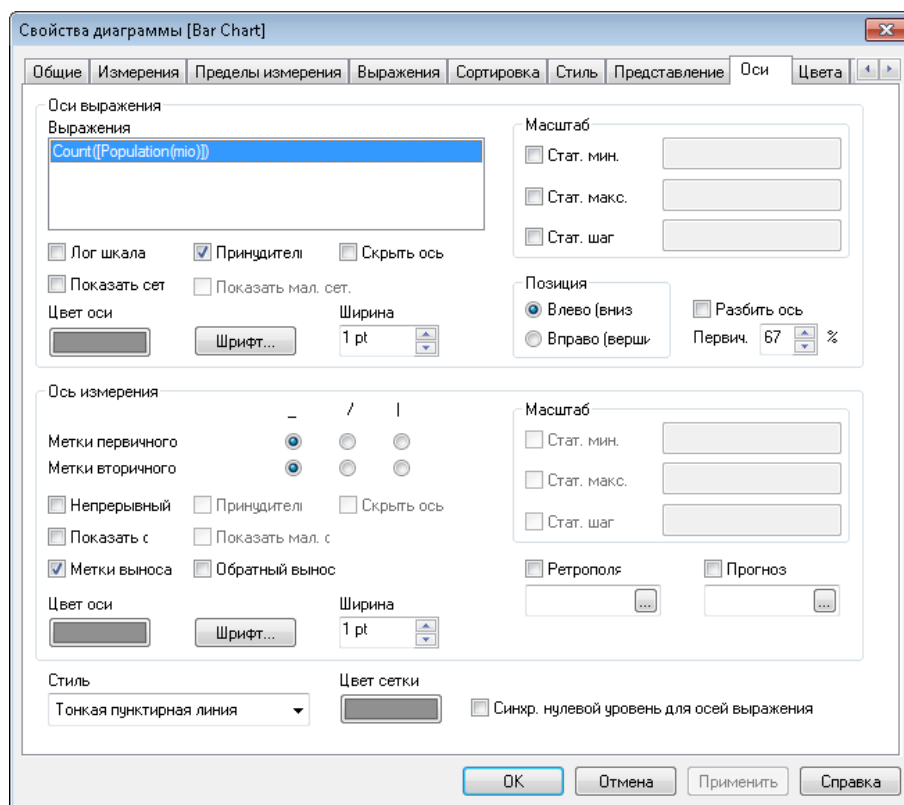 Свойства диаграммы [Bar Chart]
Общие Измерения Пределы измерения Выражения Сортировка Стиль Представление Оси Цвета
Оси выражения
Выражения
Count([Population(mio)])
Масштаб
Стат. мин.
Стат. макс.
Стат. шаг
Лог шкала Принудител Скрыть ось
Показать сет Показать мал. сет.
Цвет оси Ширина
Шрифт... 1 pt
Позиция
Влево (вниз
Вправо (верши
Разбить ось
Первич. 67 %
Ось измерения
_ / |
Метки первичного
Метки вторичного
Непрерывный Принудител Скрыть ось
Показать с Показать мал. с
Метки выноса Обратный вынос
Цвет оси Ширина
Шрифт... 1 pt
Масштаб
Стат. мин.
Стат. макс.
Стат. шаг
Ретрополя Прогноз
... ...
Стиль Цвет сетки
Тонкая пунктирная линия
Синхр. нулевой уровень для осей выражения
OK Отмена Применить Справка